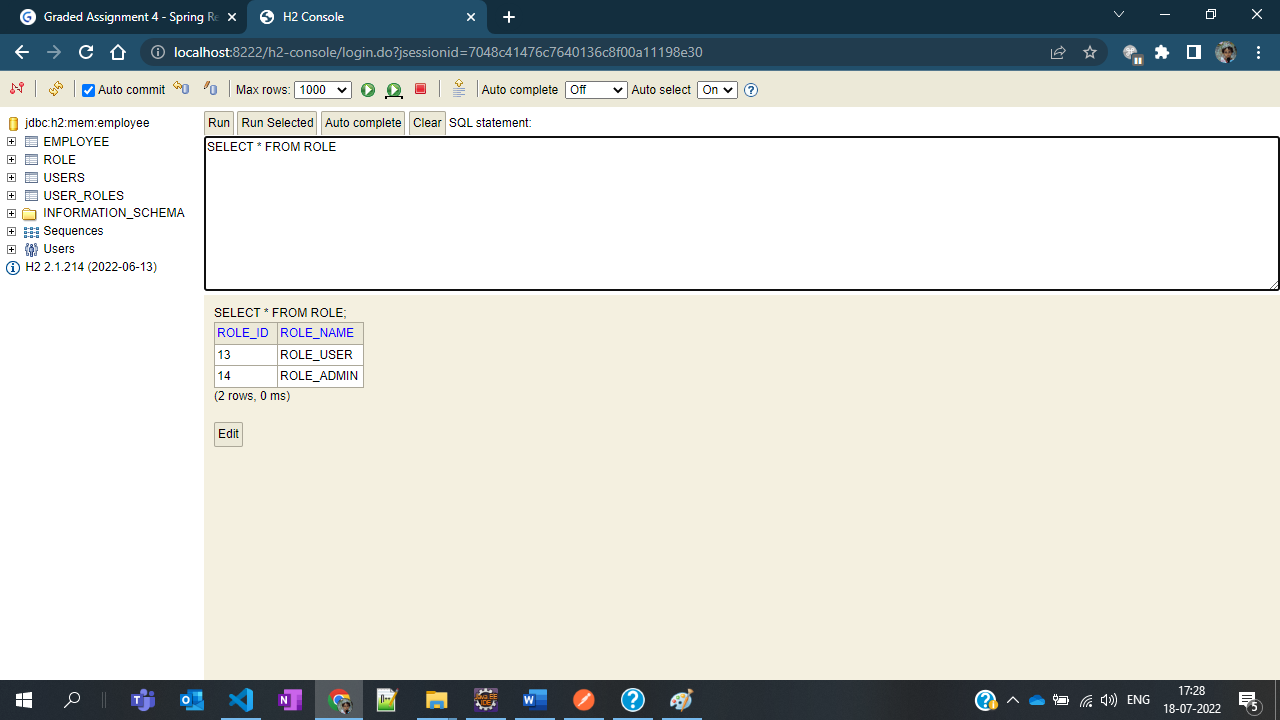 Graded Assignment 4 - Spring Re
H2 Console
localhost:8222/h2-console/login.do?jsessionid=7048c41476c7640136c8f00a11198e30
Auto commit Max rows: 1000 Auto complete Off Auto select On
jdbc:h2:mem:employee
EMPLOYEE
ROLE
USERS
USER_ROLES
INFORMATION_SCHEMA
Sequences
Users
H2 2.1.214 (2022-06-13)
Run Run Selected Auto complete Clear SQL statement:
SELECT * FROM ROLE
SELECT * FROM ROLE;
ROLE_ID ROLE_NAME
13 ROLE_USER
14 ROLE_ADMIN
(2 rows, 0 ms)
Edit
ENG
17:28
18-07-2022
5